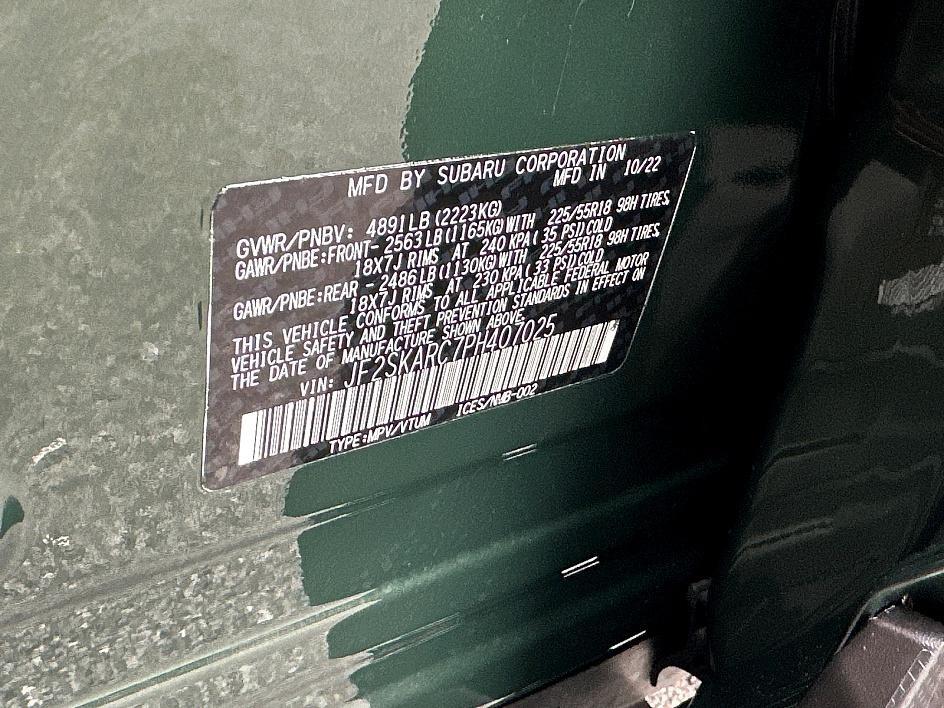 MFD BY SUBARU CORPORATION
MFD IN 10/22
GVWR/PNBV: 4891LB(2223KG)
GAWR/PNBE:FRONT- 2563LB(1165KG)WITH 225/55R18 98H TIRES
18X7J RIMS AT 240 KPA( 35 PSI)COLD
GAWR/PNBE:REAR - 2486LB(1130KG)WITH 225/55R18 98H TIRES
18X7J RIMS AT 230 KPA( 33 PSI)COLD
THIS VEHICLE CONFORMS TO ALL APPLICABLE FEDERAL MOTOR
VEHICLE SAFETY AND THEFT PREVENTION STANDARDS IN EFFECT ON
THE DATE OF MANUFACTURE SHOWN ABOVE.
VIN: JF2SKARC7PH407025
TYPE:MPV/VTUM ICES/NMB-002